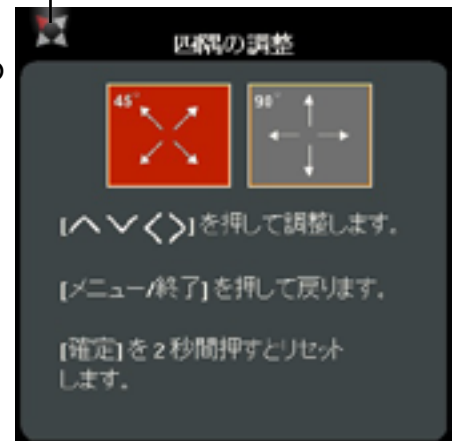 四隅の調整
45°
90°
[ヘ ∨ く >]を押して調整します。
[メニュー/終了]を押して戻ります。
[確定]を2秒間押すとリセット
します。